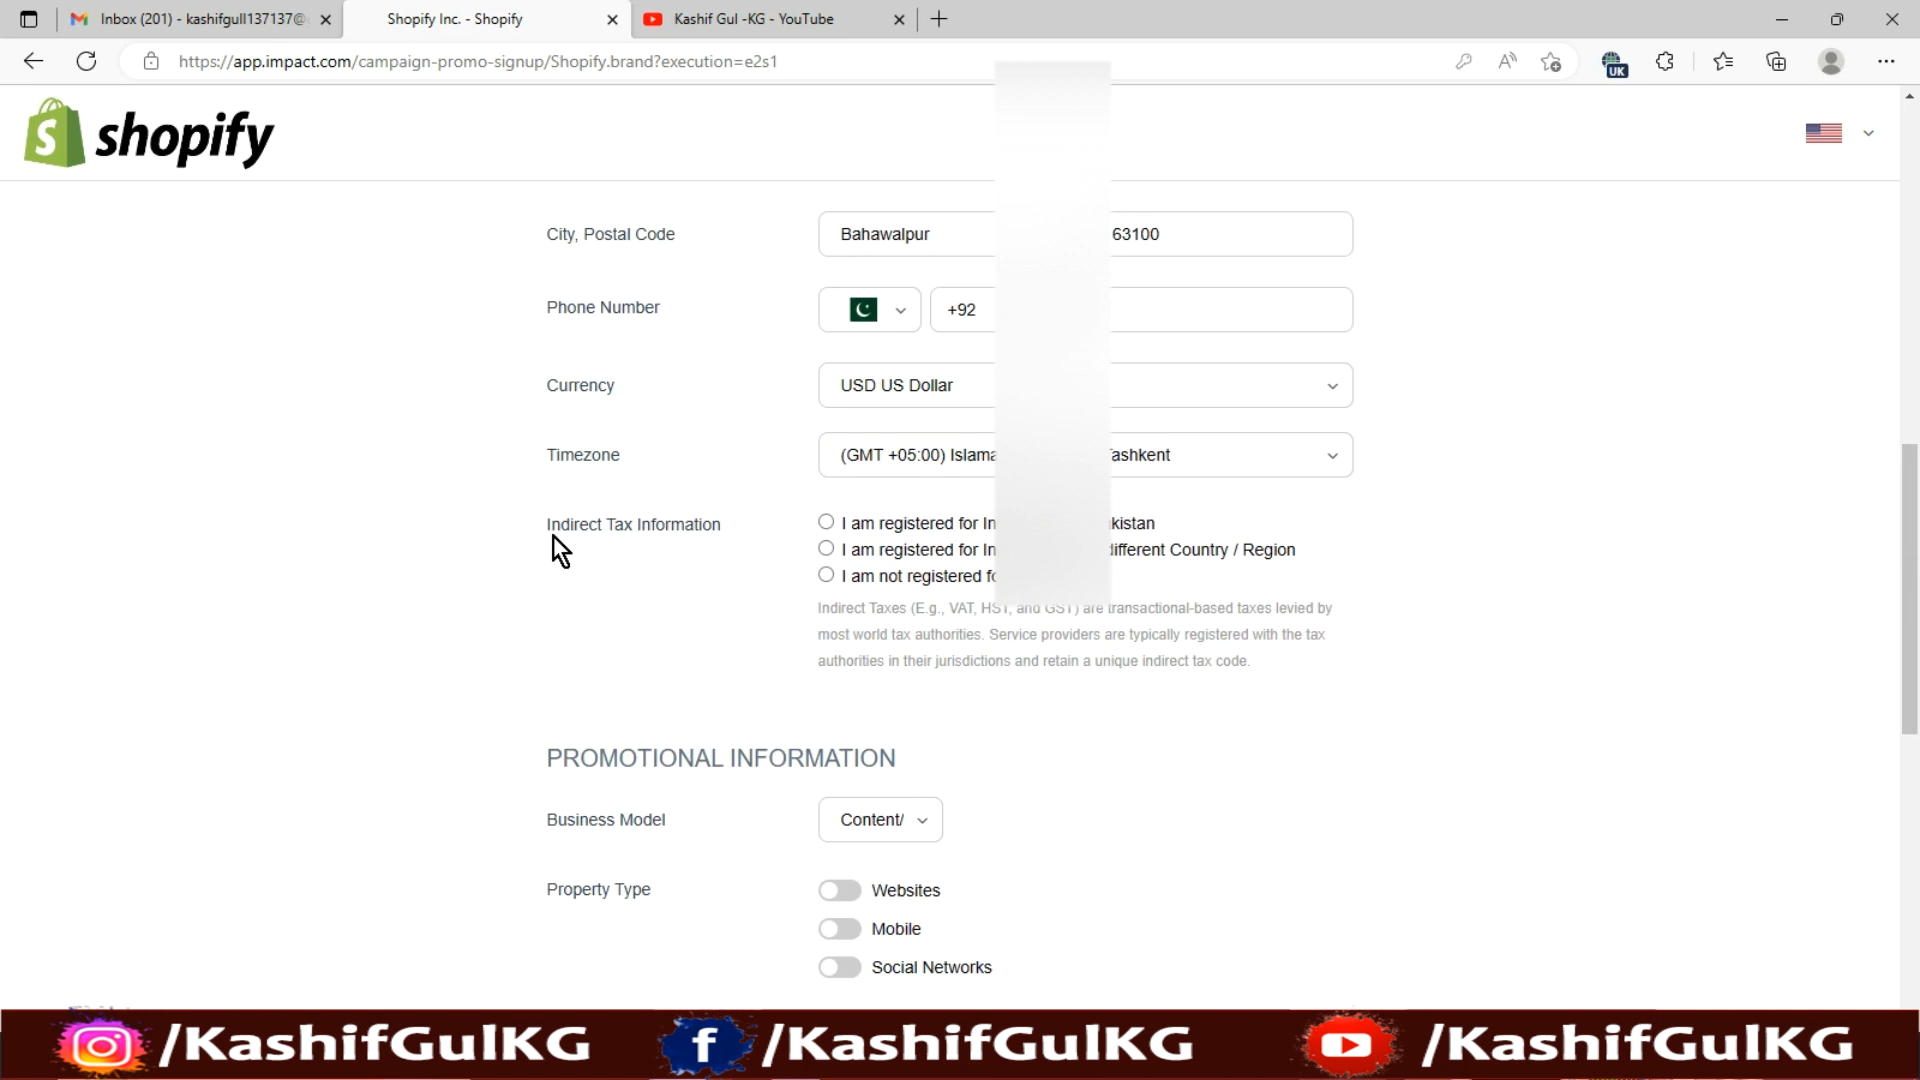 Inbox (201) - kashifgull137137@
Shopify Inc. - Shopify
Kashif Gul -KG - YouTube
https://app.impact.com/campaign-promo-signup/Shopify.brand?execution=e2s1
UK
shopify
City, Postal Code
Bahawalpur
63100
Phone Number
+92
Currency
USD US Dollar
Timezone
(GMT +05:00) Islama
Tashkent
Indirect Tax Information
I am registered for In
kistan
I am registered for In
different Country / Region
I am not registered fo
Indirect Taxes (E.g., VAT, HST, and GST) are transactional-based taxes levied by
most world tax authorities. Service providers are typically registered with the tax
authorities in their jurisdictions and retain a unique indirect tax code.
PROMOTIONAL INFORMATION
Business Model
Content/
Property Type
Websites
Mobile
Social Networks
/KashifGulKG
/KashifGulKG
/KashifGulKG